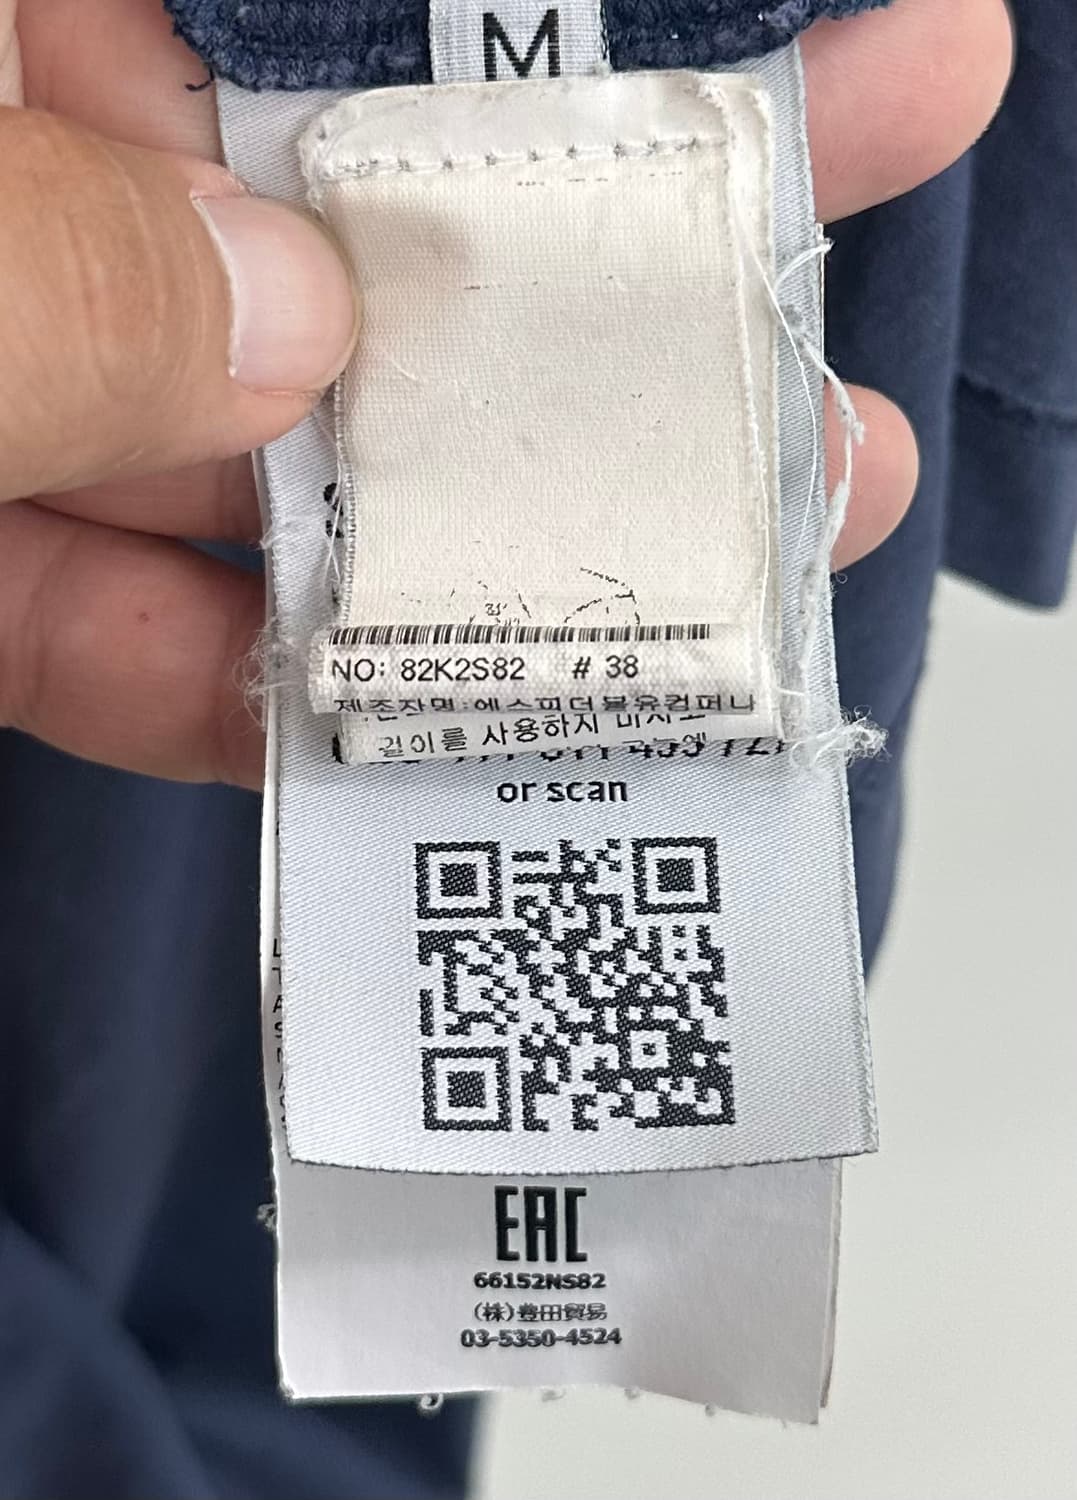 M
NO: 82K2S82 # 38
제조자명:에스피더블유컴퍼니
길이를 사용하지 마시오
or scan
EAC
66152NS82
(株)豊田貿易
03-5350-4524